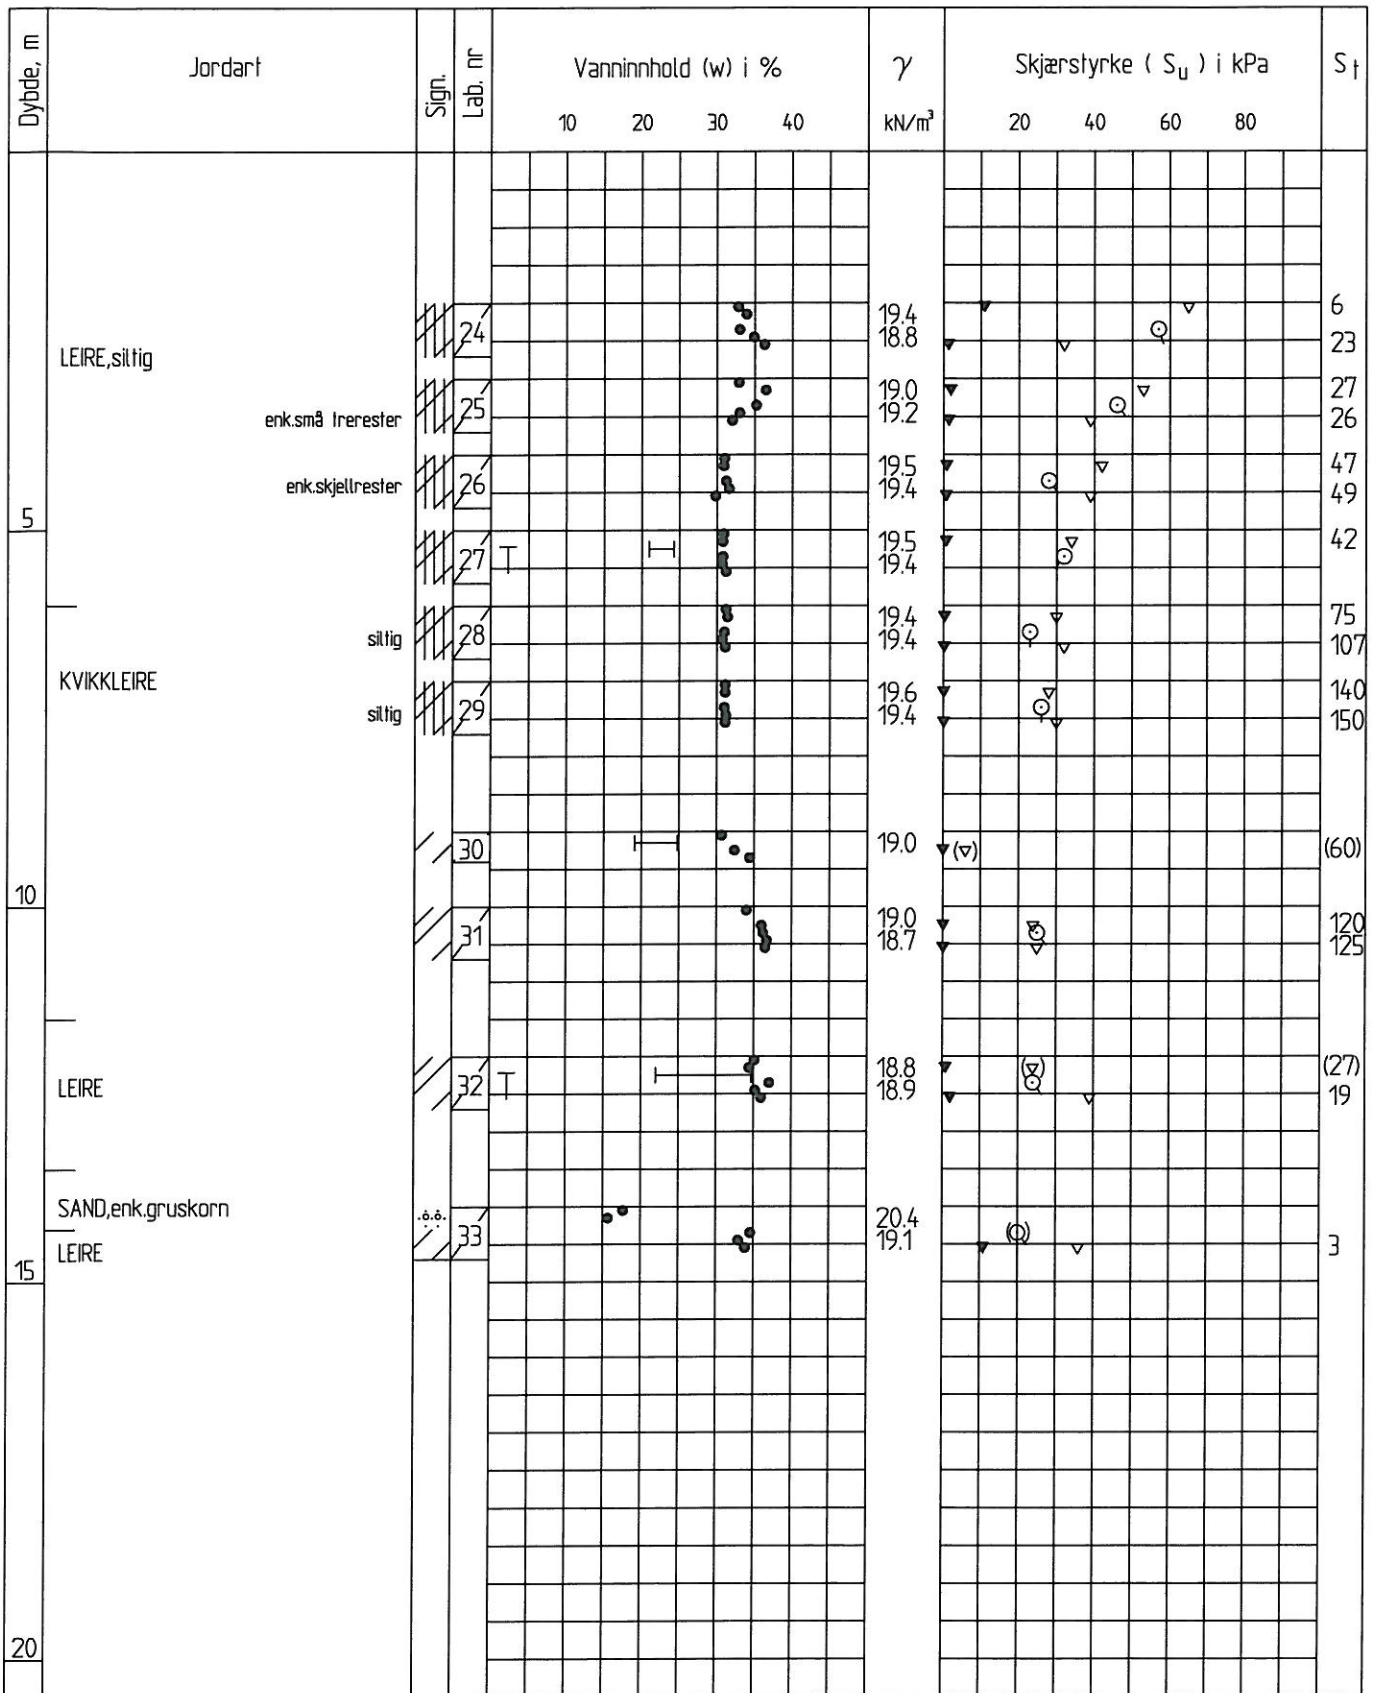 Dybde, m
Jordart
Sign.
Lab. nr
Vanninnhold (w) i %
10 20 30 40
γ
kN/m³
Skjærstyrke ( Su ) i kPa
20 40 60 80
St
24 19.4 6
18.8 23
LEIRE,siltig
25 19.0 27
enk.små trerester 19.2 26
26 19.5 47
enk.skjellrester 19.4 49
5
27 T 19.5 42
19.4
28 19.4 75
siltig 19.4 107
KVIKKLEIRE
29 19.6 140
siltig 19.4 150
30 19.0 (60)
10
31 19.0 120
18.7 125
32 T 18.8 (27)
LEIRE 18.9 19
SAND,enk.gruskorn
33 20.4
LEIRE 19.1 3
15
20